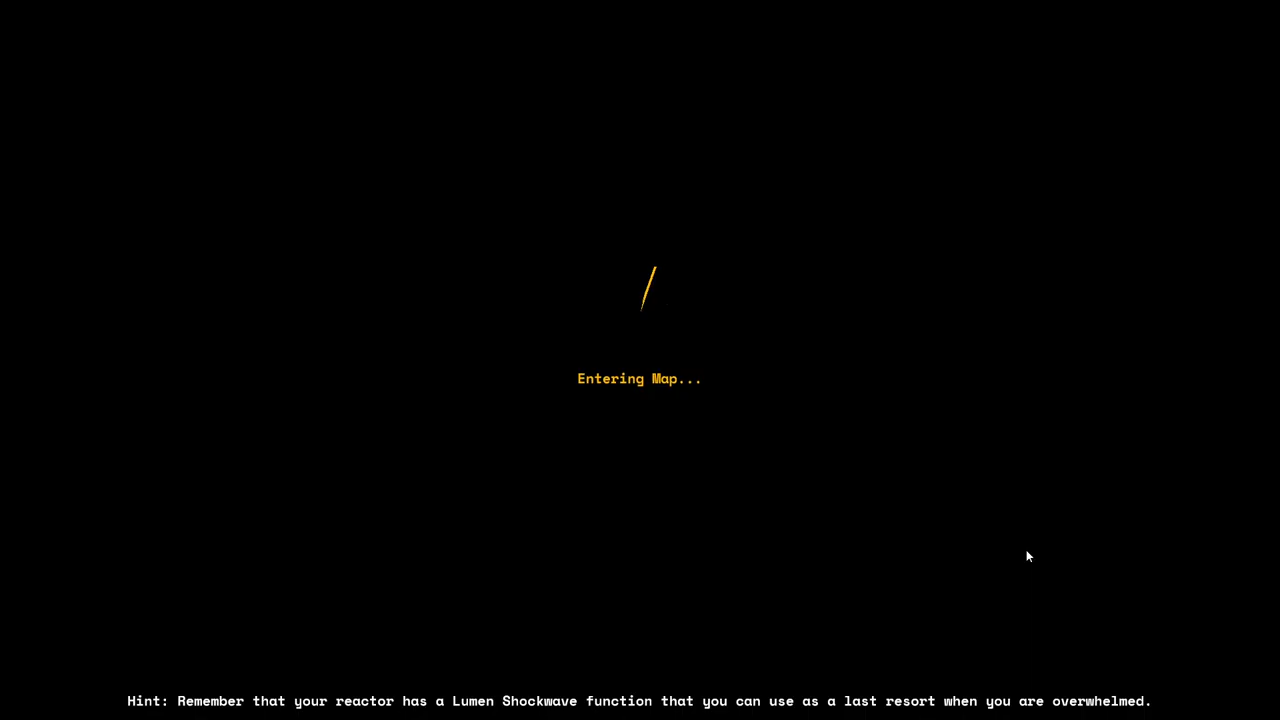 Entering Map...
Hint: Remember that your reactor has a Lumen Shockwave function that you can use as a last resort when you are overwhelmed.